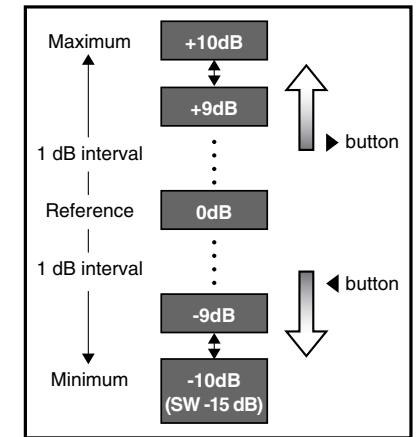 Maximum
+10dB
+9dB
▶ button
1 dB interval
Reference
0dB
1 dB interval
◀ button
-9dB
Minimum
-10dB
(SW -15 dB)